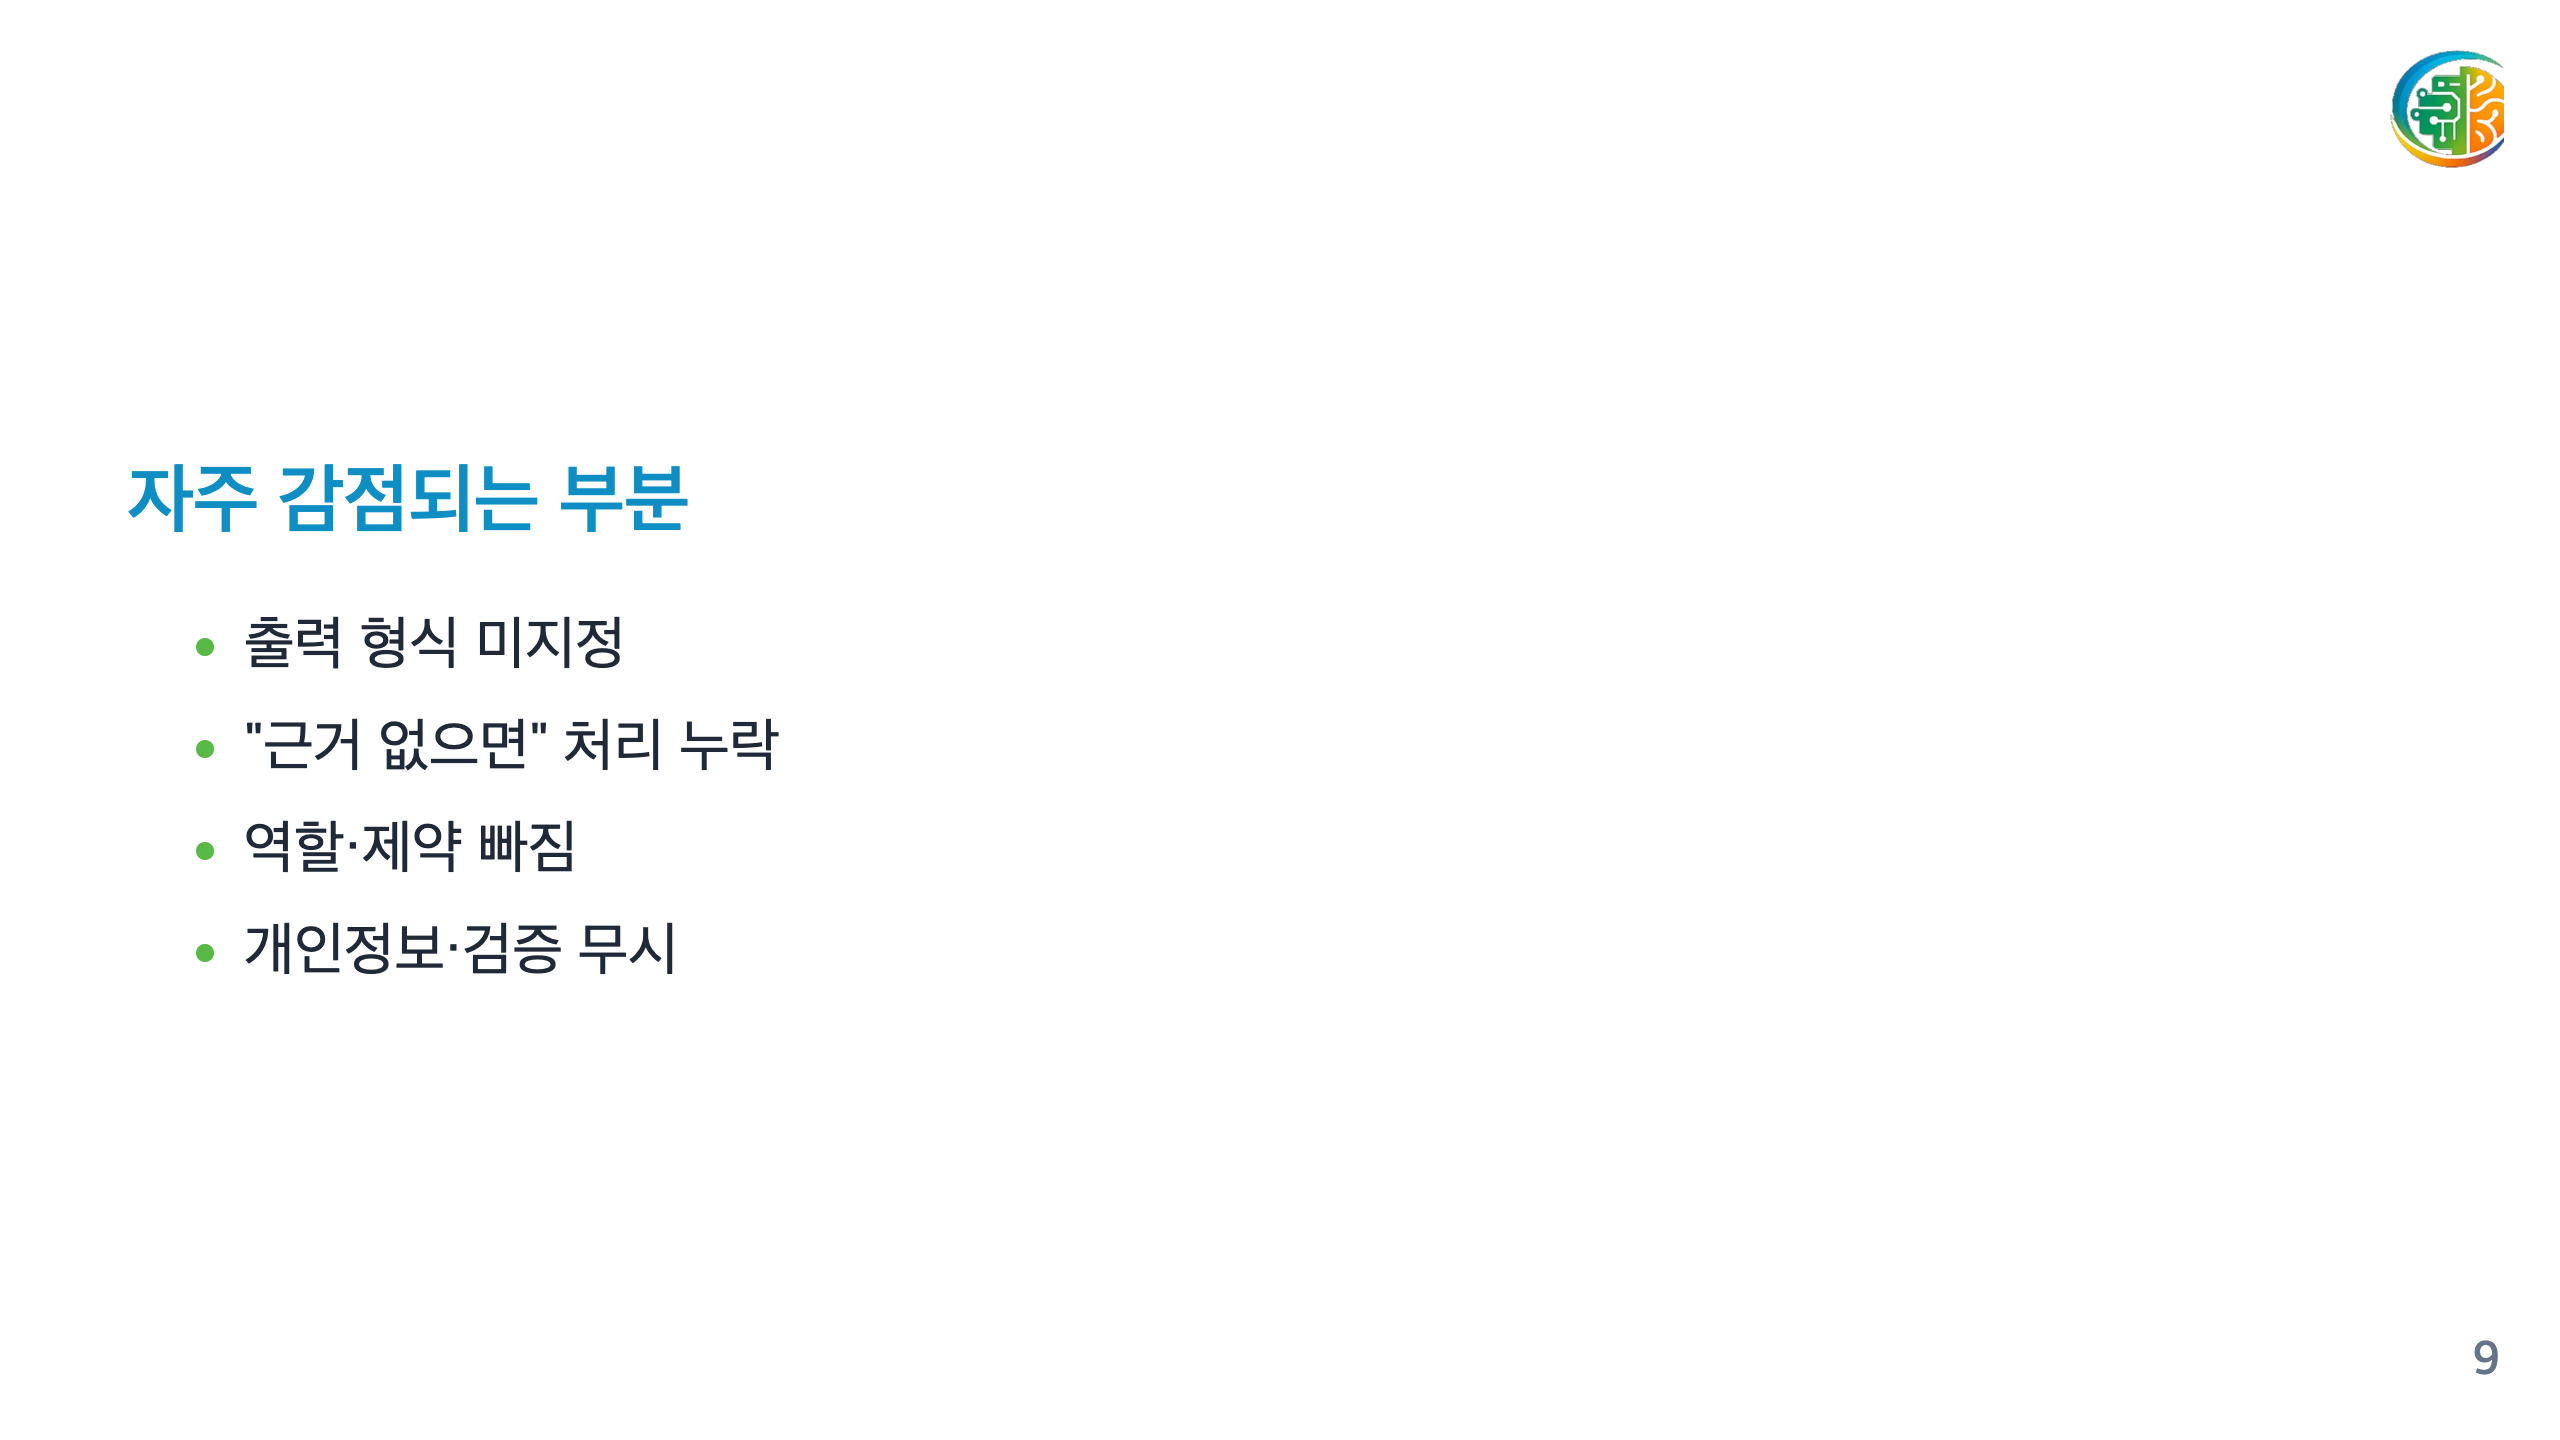 자주 감점되는 부분
• 출력 형식 미지정
• "근거 없으면" 처리 누락
• 역할·제약 빠짐
• 개인정보·검증 무시
9